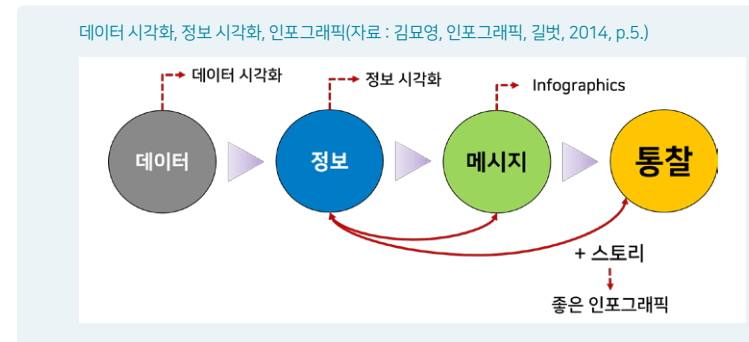 데이터 시각화, 정보 시각화, 인포그래픽(자료 : 김묘영, 인포그래픽, 길벗, 2014, p.5.)
데이터 시각화
정보 시각화
Infographics
데이터
정보
메시지
통찰
+ 스토리
좋은 인포그래픽